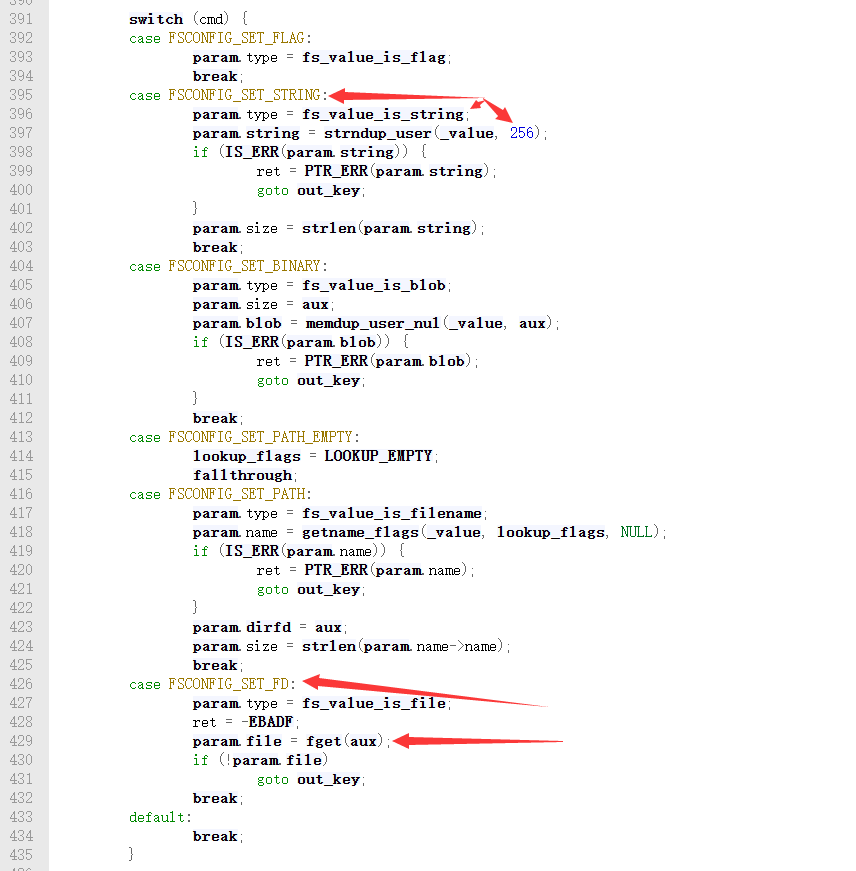 391 switch (cmd) {
392 case FSCONFIG_SET_FLAG:
393 param.type = fs_value_is_flag;
394 break;
395 case FSCONFIG_SET_STRING:
396 param.type = fs_value_is_string;
397 param.string = strndup_user(_value, 256);
398 if (IS_ERR(param.string)) {
399 ret = PTR_ERR(param.string);
400 goto out_key;
401 }
402 param.size = strlen(param.string);
403 break;
404 case FSCONFIG_SET_BINARY:
405 param.type = fs_value_is_blob;
406 param.size = aux;
407 param.blob = memdup_user_nul(_value, aux);
408 if (IS_ERR(param.blob)) {
409 ret = PTR_ERR(param.blob);
410 goto out_key;
411 }
412 break;
413 case FSCONFIG_SET_PATH_EMPTY:
414 lookup_flags = LOOKUP_EMPTY;
415 fallthrough;
416 case FSCONFIG_SET_PATH:
417 param.type = fs_value_is_filename;
418 param.name = getname_flags(_value, lookup_flags, NULL);
419 if (IS_ERR(param.name)) {
420 ret = PTR_ERR(param.name);
421 goto out_key;
422 }
423 param.dirfd = aux;
424 param.size = strlen(param.name->name);
425 break;
426 case FSCONFIG_SET_FD:
427 param.type = fs_value_is_file;
428 ret = -EBADF;
429 param.file = fget(aux);
430 if (!param.file)
431 goto out_key;
432 break;
433 default:
434 break;
435 }